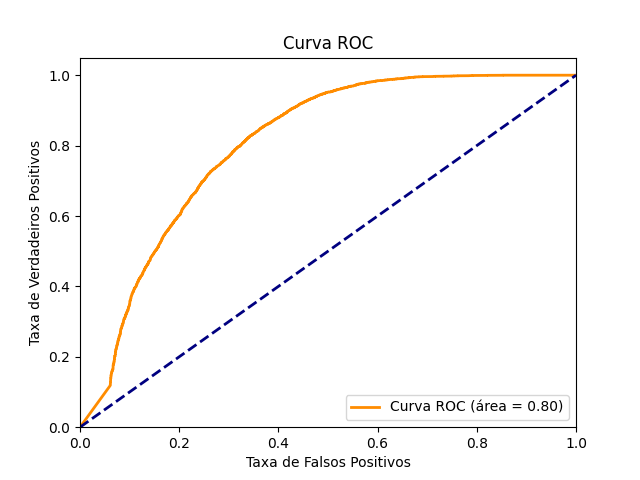 Curva ROC
Taxa de Verdadeiros Positivos
1.0
0.8
0.6
0.4
0.2
0.0
0.0 0.2 0.4 0.6 0.8 1.0
Taxa de Falsos Positivos
Curva ROC (área = 0.80)